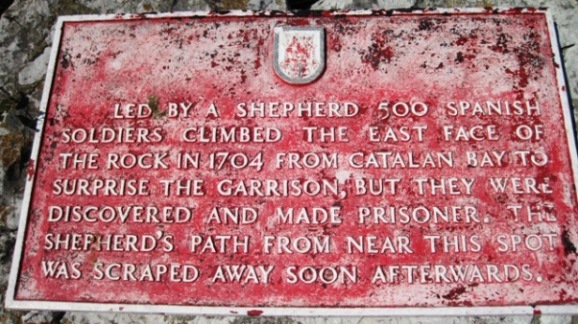 LED BY A SHEPHERD 500 SPANISH
SOLDIERS CLIMBED THE EAST FACE OF
THE ROCK IN 1704 FROM CATALAN BAY TO
SURPRISE THE GARRISON, BUT THEY WERE
DISCOVERED AND MADE PRISONER. THE
SHEPHERD'S PATH FROM NEAR THIS SPOT
WAS SCRAPED AWAY SOON AFTERWARDS.